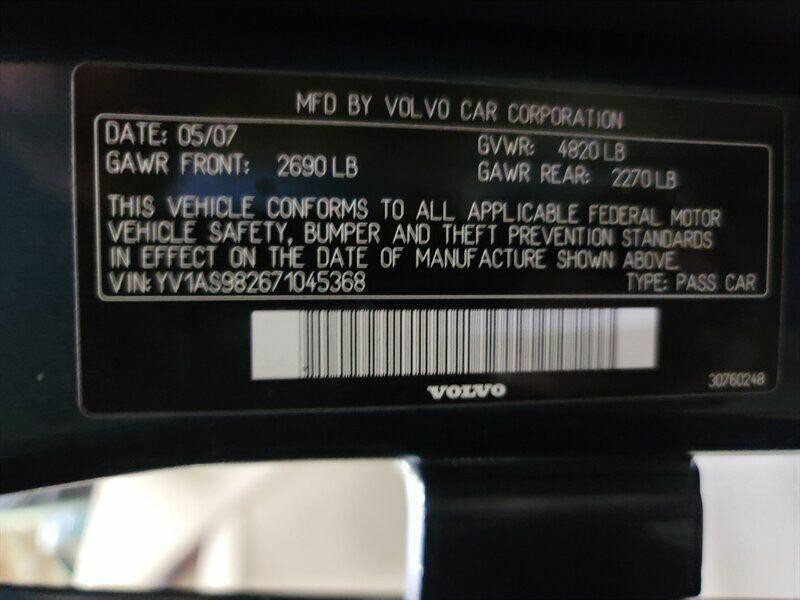 MFD BY VOLVO CAR CORPORATION
DATE: 05/07
GVWR: 4820 LB
GAWR FRONT: 2690 LB
GAWR REAR: 2270 LB
THIS VEHICLE CONFORMS TO ALL APPLICABLE FEDERAL MOTOR
VEHICLE SAFETY, BUMPER AND THEFT PREVENTION STANDARDS
IN EFFECT ON THE DATE OF MANUFACTURE SHOWN ABOVE.
VIN: YV1AS982671045368 TYPE: PASS CAR
VOLVO
30760248